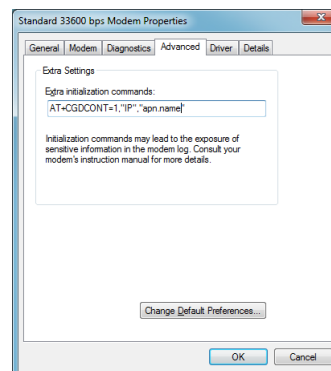 Standard 33600 bps Modem Properties
General Modem Diagnostics Advanced Driver Details
Extra Settings
Extra initialization commands:
AT+CGDCONT=1,"IP","apn.name"
Initialization commands may lead to the exposure of
sensitive information in the modem log. Consult your
modem's instruction manual for more details.
Change Default Preferences...
OK Cancel